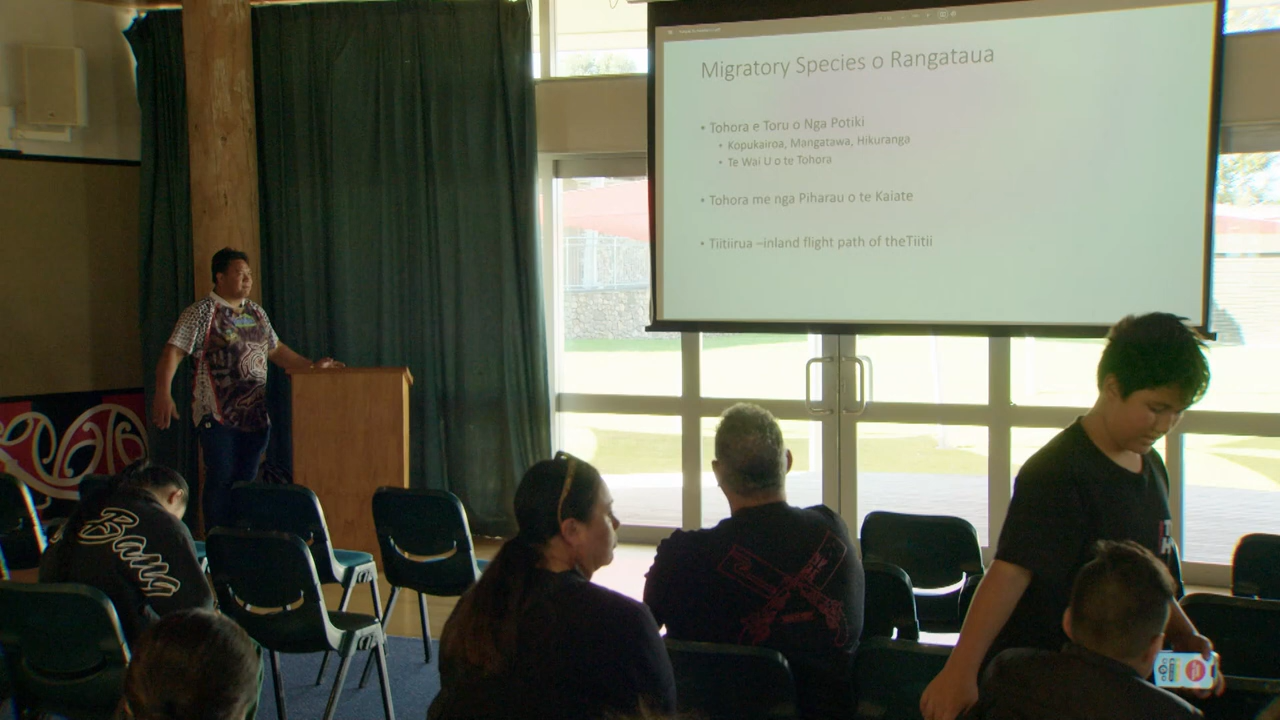 Migratory Species o Rangataua
• Tohora e Toru o Nga Potiki
• Kopukairoa, Mangatawa, Hikuranga
• Te Wai U o te Tohora
• Tohora me nga Piharau o te Kaiate
• Tiitiirua –inland flight path of theTiitii
Bang